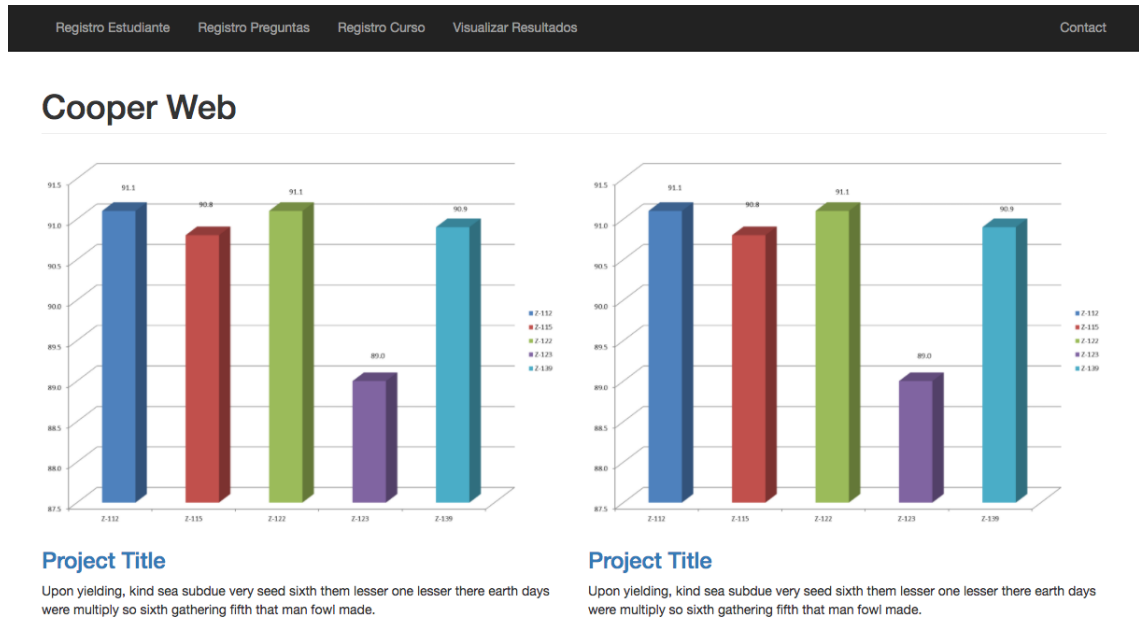 Registro Estudiante Registro Preguntas Registro Curso Visualizar Resultados Contact
Cooper Web
91.5
91.0
90.5
90.0
89.5
89.0
88.5
88.0
87.5
91.1
90.8
91.1
89.0
90.9
Z-112 Z-115 Z-122 Z-123 Z-139
Z-112
Z-115
Z-122
Z-123
Z-139
Project Title
Upon yielding, kind sea subdue very seed sixth them lesser one lesser there earth days
were multiply so sixth gathering fifth that man fowl made.
91.5
91.0
90.5
90.0
89.5
89.0
88.5
88.0
87.5
91.1
90.8
91.1
89.0
90.9
Z-112 Z-115 Z-122 Z-123 Z-139
Z-112
Z-115
Z-122
Z-123
Z-139
Project Title
Upon yielding, kind sea subdue very seed sixth them lesser one lesser there earth days
were multiply so sixth gathering fifth that man fowl made.